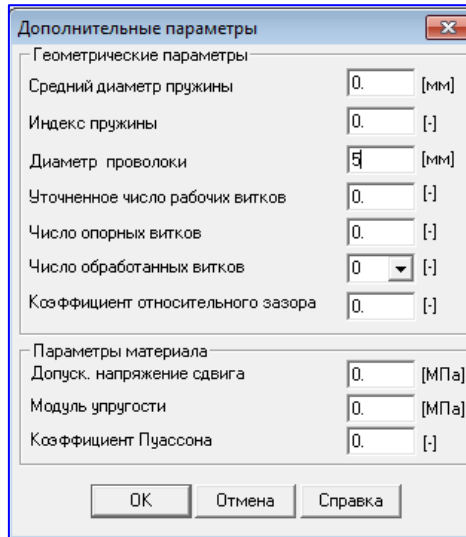 Дополнительные параметры
Геометрические параметры
Средний диаметр пружины 0. [мм]
Индекс пружины 0. [-]
Диаметр проволоки 5 [мм]
Уточненное число рабочих витков 0. [-]
Число опорных витков 0. [-]
Число обработанных витков 0 [-]
Коэффициент относительного зазора 0. [-]
Параметры материала
Допуск. напряжение сдвига 0. [МПа]
Модуль упругости 0. [МПа]
Коэффициент Пуассона 0. [-]
OK Отмена Справка